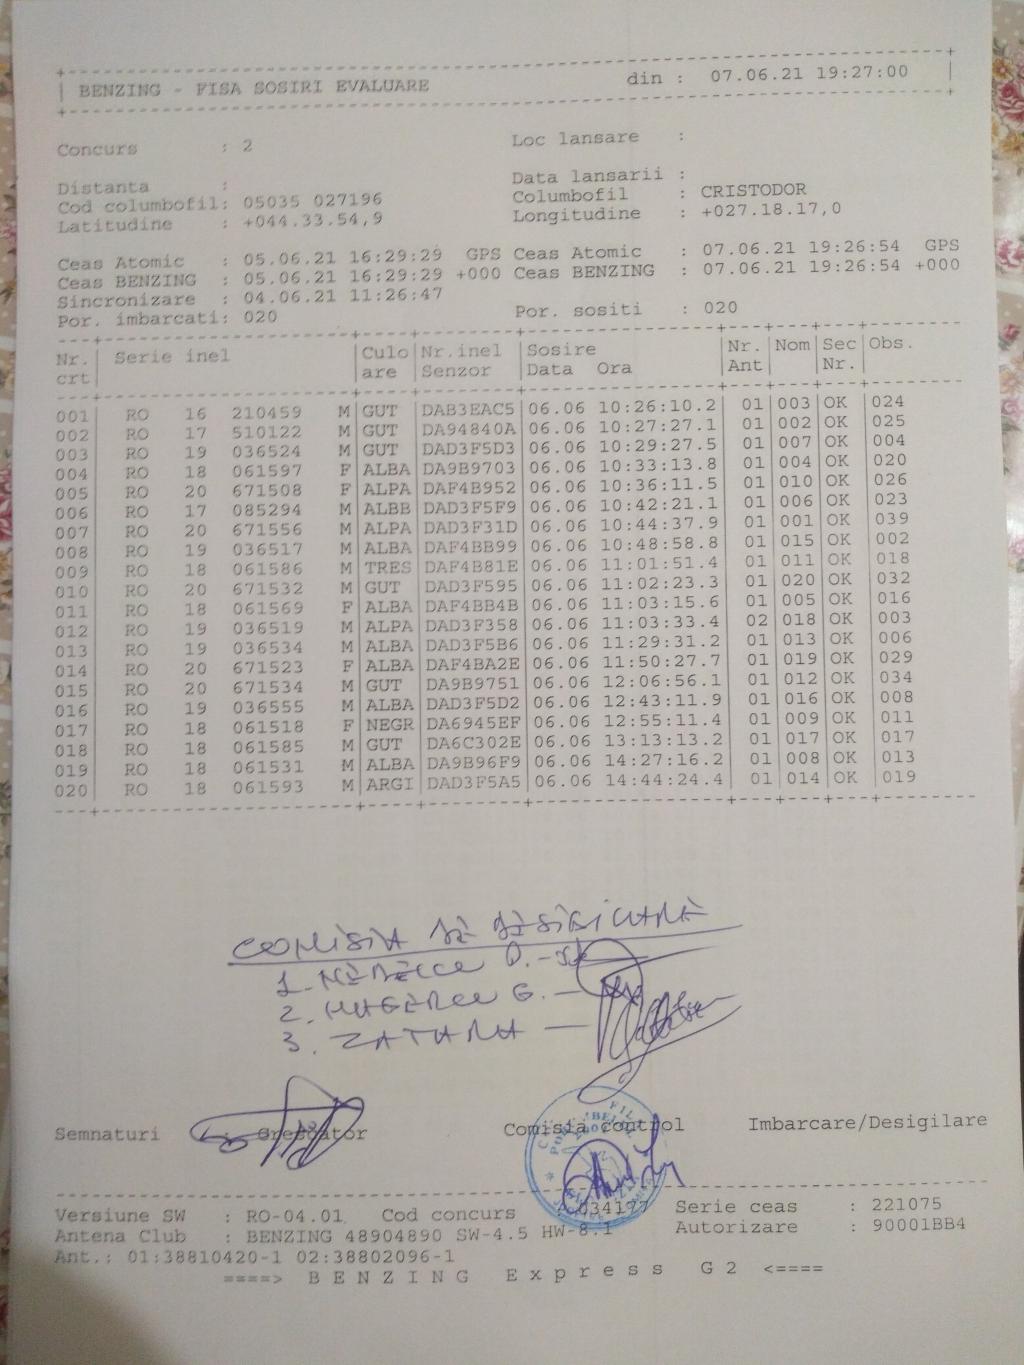 BENZING - FISA SOSIRI EVALUARE din : 07.06.21 19:27:00
Concurs : 2 Loc lansare :
Distanta : Data lansarii :
Cod columbofil: 05035 027196 Columbofil : CRISTODOR
Latitudine : +044.33.54,9 Longitudine : +027.18.17,0
Ceas Atomic : 05.06.21 16:29:29 GPS Ceas Atomic : 07.06.21 19:26:54 GPS
Ceas BENZING : 05.06.21 16:29:29 +000 Ceas BENZING : 07.06.21 19:26:54 +000
Sincronizare : 04.06.21 11:26:47
Por. imbarcati: 020 Por. sositi : 020
Nr. Serie inel Culo Nr.inel Sosire Nr. Nom Sec Obs.
crt are Senzor Data Ora Ant Nr.
001 RO 16 210459 M GUT DAB3EAC5 06.06 10:26:10.2 01 003 OK 024
002 RO 17 510122 M GUT DA94840A 06.06 10:27:27.1 01 002 OK 025
003 RO 19 036524 M GUT DAD3F5D3 06.06 10:29:27.5 01 007 OK 004
004 RO 18 061597 F ALBA DA9B9703 06.06 10:33:13.8 01 004 OK 020
005 RO 20 671508 F ALPA DAF4B952 06.06 10:36:11.5 01 010 OK 026
006 RO 17 085294 M ALBB DAD3F5F9 06.06 10:42:21.1 01 006 OK 023
007 RO 20 671556 M ALPA DAD3F31D 06.06 10:44:37.9 01 001 OK 039
008 RO 19 036517 M ALBA DAF4BB99 06.06 10:48:58.8 01 015 OK 002
009 RO 18 061586 M TRES DAF4B81E 06.06 11:01:51.4 01 011 OK 018
010 RO 20 671532 M GUT DAD3F595 06.06 11:02:23.3 01 020 OK 032
011 RO 18 061569 F ALBA DAF4BB4B 06.06 11:03:15.6 01 005 OK 016
012 RO 19 036519 M ALPA DAD3F358 06.06 11:03:33.4 02 018 OK 003
013 RO 19 036534 M ALBA DAD3F5B6 06.06 11:29:31.2 01 013 OK 006
014 RO 20 671523 F ALBA DAF4BA2E 06.06 11:50:27.7 01 019 OK 029
015 RO 20 671534 M GUT DA9B9751 06.06 12:06:56.1 01 012 OK 034
016 RO 19 036555 M ALBA DAD3F5D2 06.06 12:43:11.9 01 016 OK 008
017 RO 18 061518 F NEGR DA6945EF 06.06 12:55:11.4 01 009 OK 011
018 RO 18 061585 M GUT DA6C302E 06.06 13:13:13.2 01 017 OK 017
019 RO 18 061531 M ALBA DA9B96F9 06.06 14:27:16.2 01 008 OK 013
020 RO 18 061593 M ARGI DAD3F5A5 06.06 14:44:24.4 01 014 OK 019
COMISIA DE DESIGILARE
1.
2. G. -
3. ZAHARIA -
Semnaturi : Crescator Comisia control Imbarcare/Desigilare
Versiune SW : RO-04.01 Cod concurs Serie ceas : 221075
Antena Club : BENZING 48904890 SW-4.5 HW-8.1 Autorizare : 90001BB4
Ant.: 01:38810420-1 02:38802096-1
====> BENZING Express G2 <====